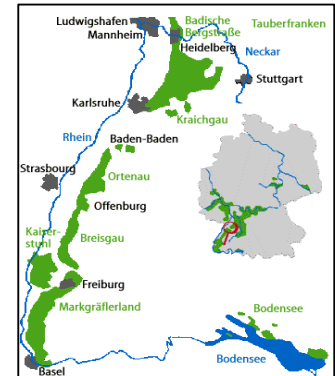 Ludwigshafen
Mannheim
Badische
Bergstraße
Tauberfranken
Heidelberg
Neckar
Stuttgart
Karlsruhe
Kraichgau
Rhein
Baden-Baden
Strasbourg
Ortenau
Offenburg
Kaiser-
stuhl
Breisgau
Freiburg
Markgräflerland
Bodensee
Bodensee
Basel